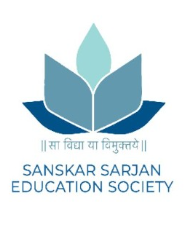 || सा विद्या या विमुक्तये ||
SANSKAR SARJAN
EDUCATION SOCIETY